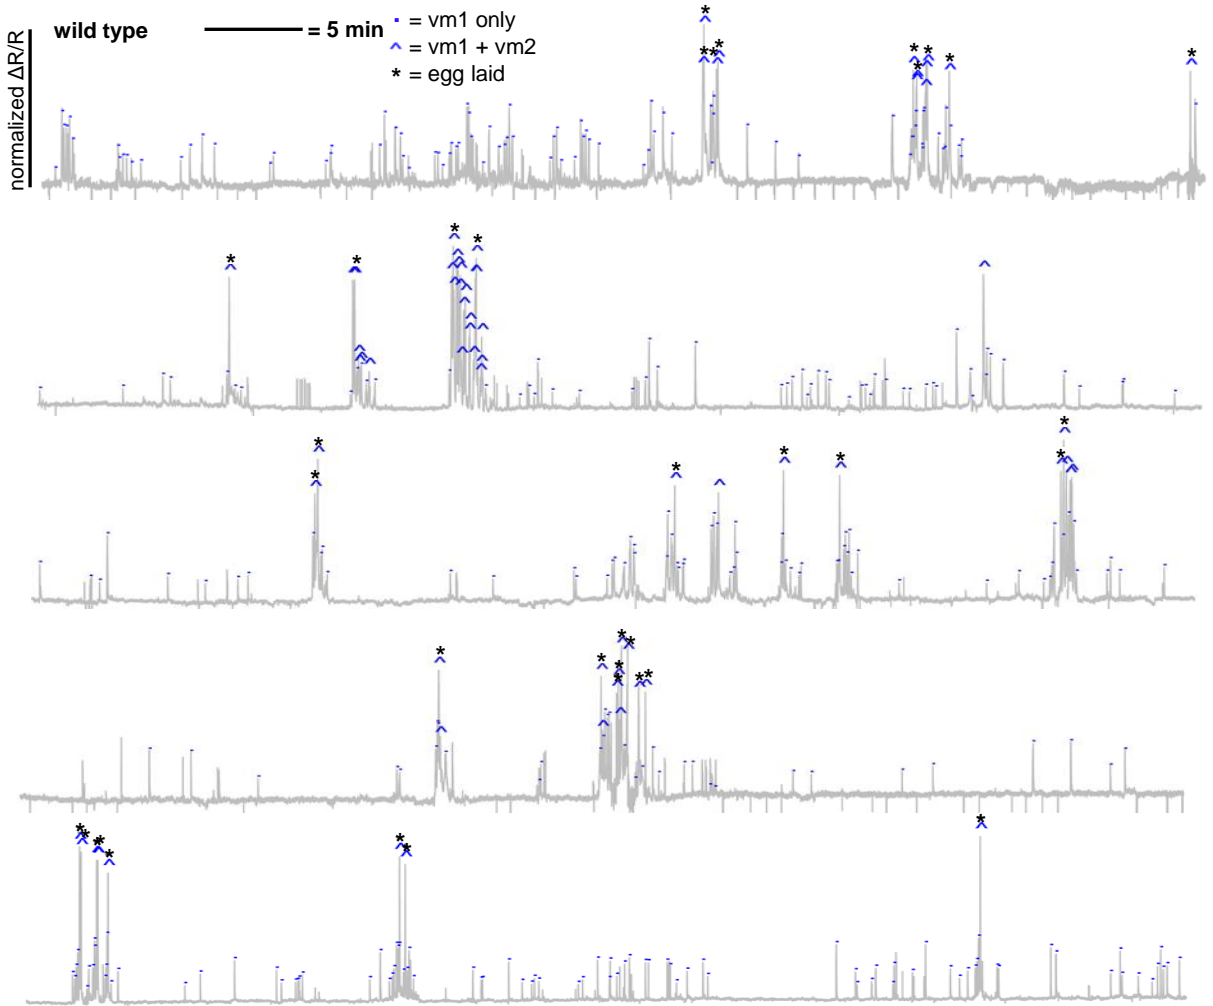 wild type
= 5 min
= vm1 only
^ = vm1 + vm2
* = egg laid
normalized ΔR/R